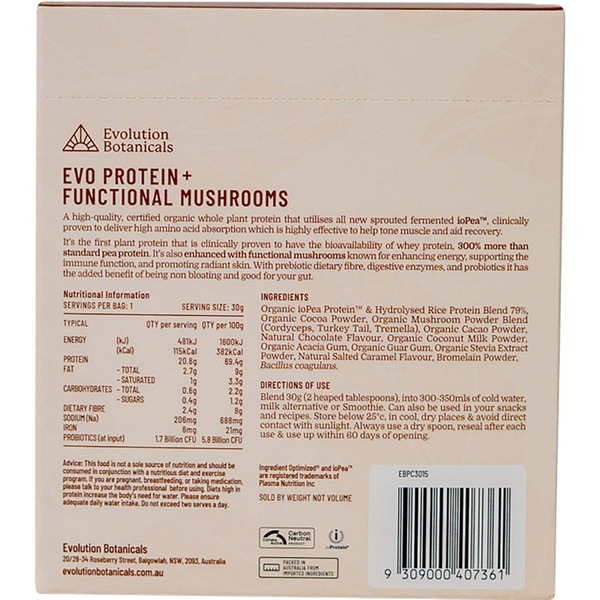 Evolution
Botanicals
EVO PROTEIN +
FUNCTIONAL MUSHROOMS
A high-quality, certified organic whole plant protein that utilises all new sprouted fermented ioPea™, clinically
proven to deliver high amino acid absorption which is highly effective to help tone muscle and aid recovery.
It's the first plant protein that is clinically proven to have the bioavailability of whey protein, 300% more than
standard pea protein. It's also enhanced with functional mushrooms known for enhancing energy, supporting the
immune function, and promoting radiant skin. With prebiotic dietary fibre, digestive enzymes, and probiotics it has
the added benefit of being non bloating and good for your gut.
Nutritional Information
SERVINGS PER BAG: 1 SERVING SIZE: 30g
TYPICAL QTY per serving QTY per 100g
ENERGY (kJ) 481kJ 1600kJ
(kCal) 115kCal 382kCal
PROTEIN 20.8g 69.4g
FAT - TOTAL 2.7g 9g
- SATURATED 1g 3.3g
CARBOHYDRATES - TOTAL 0.6g 2.2g
- SUGARS 0.4g 1.2g
DIETARY FIBRE 2.4g 8g
SODIUM (Na) 206mg 688mg
IRON 6mg 21mg
PROBIOTICS (at input) 1.7 Billion CFU 5.8 Billion CFU
Advice: This food is not a sole source of nutrition and should be
consumed in conjunction with a nutritious diet and exercise
program. If you are pregnant, breastfeeding, or taking medication,
please talk to your health professional before using. Diets high in
protein increase the body's need for water. Please ensure
adequate daily water intake. Do not exceed two serves a day.
Evolution Botanicals
20/28-34 Roseberry Street, Balgowlah, NSW, 2093, Australia
evolutionbotanicals.com.au
INGREDIENTS
Organic ioPea Protein™ & Hydrolysed Rice Protein Blend 79%,
Organic Cocoa Powder, Organic Mushroom Powder Blend
(Cordyceps, Turkey Tail, Tremella), Organic Cacao Powder,
Natural Chocolate Flavour, Organic Coconut Milk Powder,
Organic Acacia Gum, Organic Guar Gum, Organic Stevia Extract
Powder, Natural Salted Caramel Flavour, Bromelain Powder,
Bacillus coagulans.
DIRECTIONS OF USE
Blend 30g (2 heaped tablespoons), into 300-350mls of cold water,
milk alternative or Smoothie. Can also be used in your snacks
and recipes. Store below 25°c, in cool, dry places & avoid direct
contact with sunlight. Always use a dry spoon, reseal after each
use & use up within 60 days of opening.
Ingredient Optimized® and ioPea™
are registered trademarks of
Plasma Nutrition Inc
SOLD BY WEIGHT NOT VOLUME
Carbon
Neutral
PRODUCT
ioProtein®
PACKED IN
AUSTRALIA FROM
IMPORTED INGREDIENTS
EBPC3015
9 309000 407361